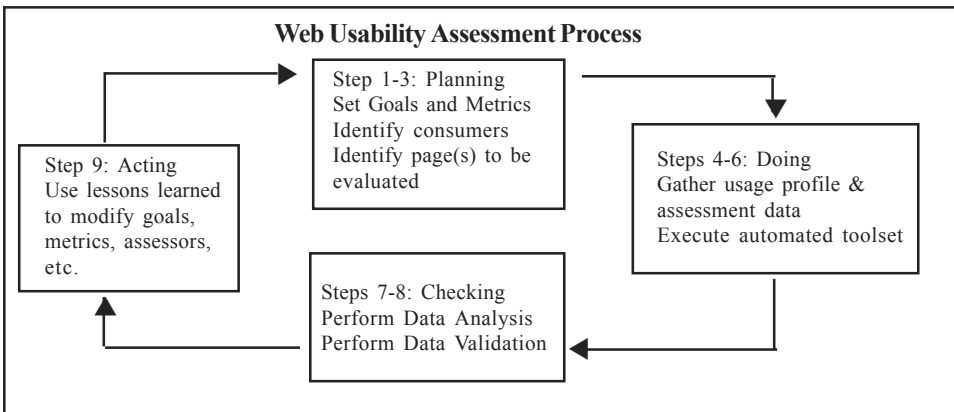 Web Usability Assessment Process
Step 1-3: Planning
Set Goals and Metrics
Identify consumers
Identify page(s) to be
evaluated
Steps 4-6: Doing
Gather usage profile &
assessment data
Execute automated toolset
Steps 7-8: Checking
Perform Data Analysis
Perform Data Validation
Step 9: Acting
Use lessons learned
to modify goals,
metrics, assessors,
etc.